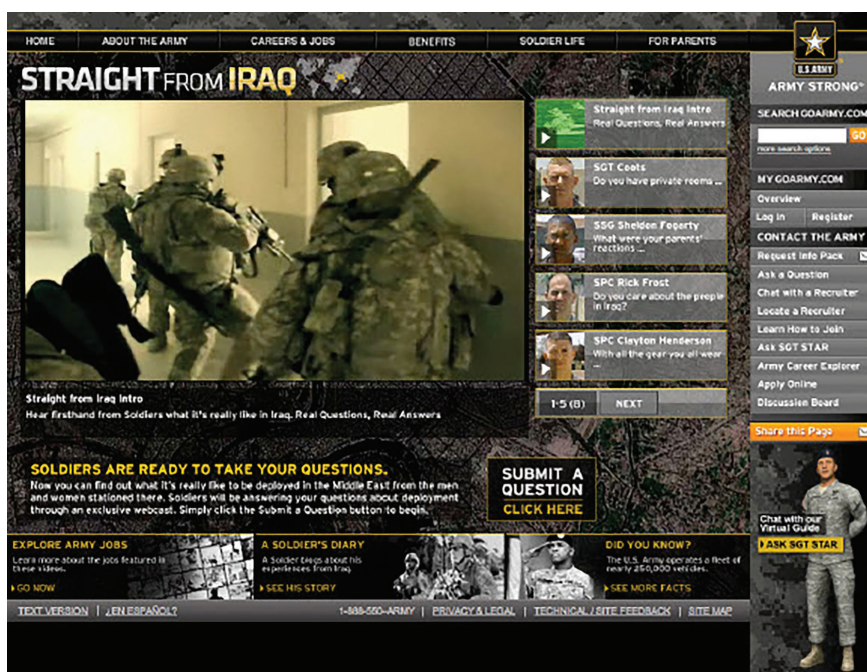 HOME ABOUT THE ARMY CAREERS & JOBS BENEFITS SOLDIER LIFE FOR PARENTS
U.S. ARMY
ARMY STRONG®
STRAIGHT FROM IRAQ
Straight from Iraq Intro
Real Questions, Real Answers
SGT Coots
Do you have private rooms ...
SSG Shelden Fogarty
What were your parents'
reactions ...
SPC Rick Frost
Do you care about the people
in Iraq?
SPC Clayton Henderson
With all the gear you all wear
...
1-5 (8) NEXT
Straight from Iraq Intro
Hear firsthand from Soldiers what it's really like in Iraq. Real Questions, Real Answers
SOLDIERS ARE READY TO TAKE YOUR QUESTIONS.
Now you can find out what it's really like to be deployed in the Middle East from the men
and women stationed there. Soldiers will be answering your questions about deployment
through an exclusive webcast. Simply click the Submit a Question button to begin.
SUBMIT A
QUESTION
CLICK HERE
SEARCH GOARMY.COM
GO
more search options
MY GOARMY.COM
Overview
Log in Register
CONTACT THE ARMY
Request Info Pack
Ask a Question
Chat with a Recruiter
Locate a Recruiter
Learn How to Join
Ask SGT STAR
Army Career Explorer
Apply Online
Discussion Board
Share this Page
Chat with our
Virtual Guide
ASK SGT STAR
EXPLORE ARMY JOBS
Learn more about the jobs featured in
these videos.
GO NOW
A SOLDIER'S DIARY
A Soldier blogs about his
experiences from Iraq.
SEE HIS STORY
DID YOU KNOW?
The U.S. Army operates a fleet of
nearly 250,000 vehicles.
SEE MORE FACTS
TEXT VERSION | ¿EN ESPAÑOL? 1-888-550-ARMY | PRIVACY & LEGAL | TECHNICAL / SITE FEEDBACK | SITE MAP